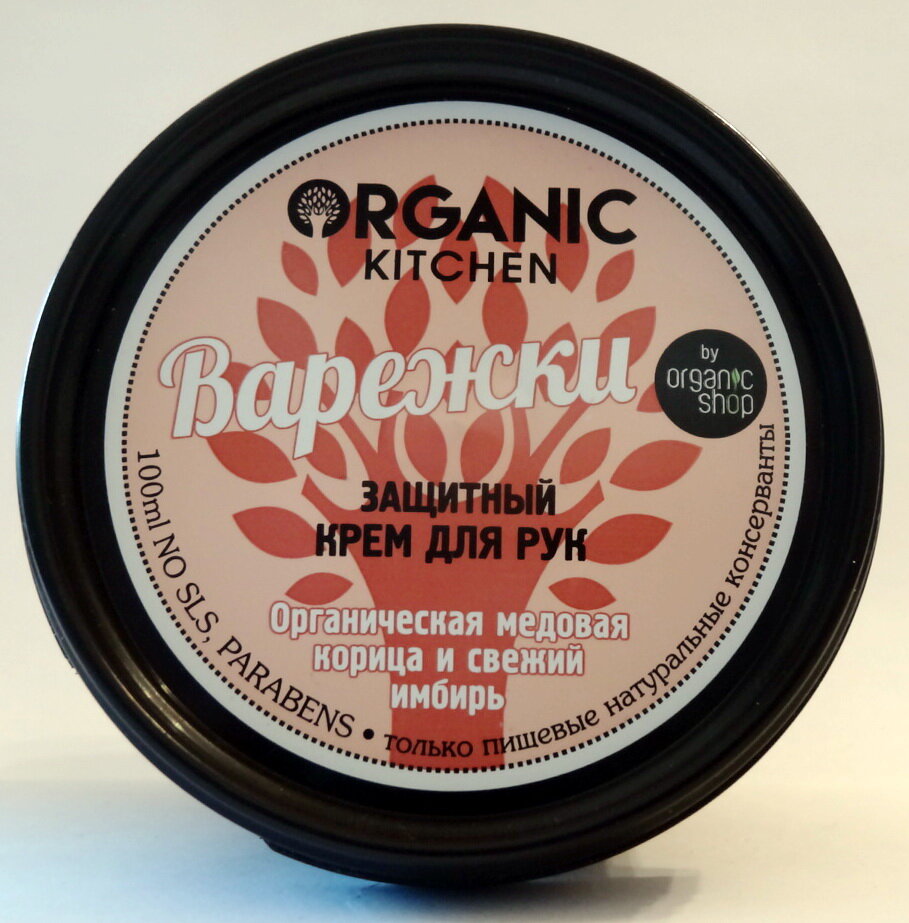 ORGANIC
KITCHEN
Варежки
by
organic
shop
ЗАЩИТНЫЙ
КРЕМ ДЛЯ РУК
Органическая медовая
корица и свежий
имбирь
100ml NO SLS, PARABENS • только пищевые натуральные консерванты